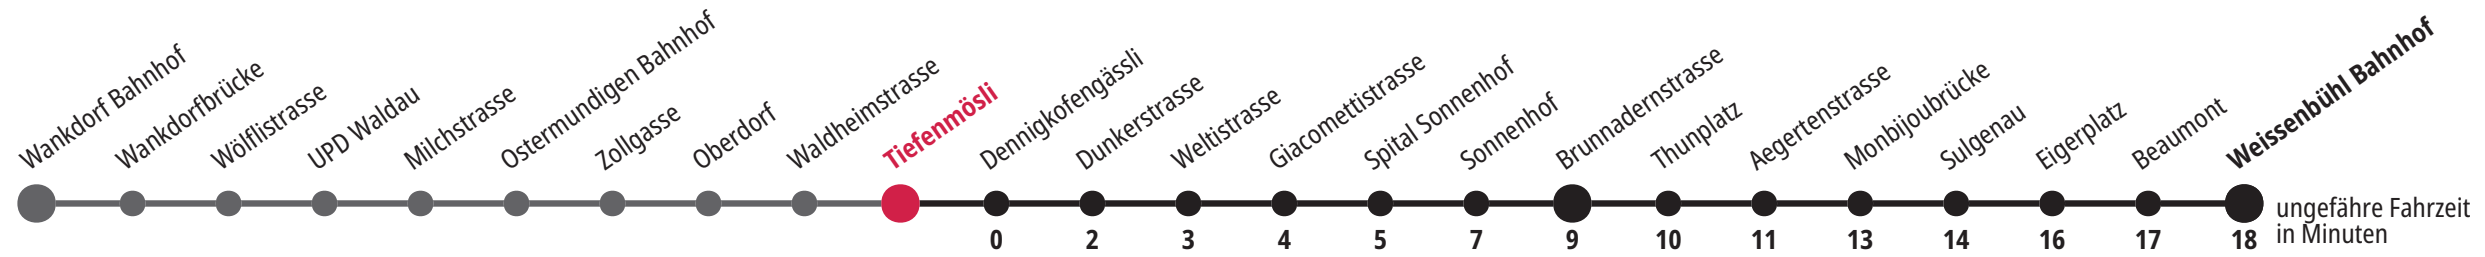 Wankdorf Bahnhof
Wankdorfbrücke
Wölflistrasse
UPD Waldau
Milchstrasse
Ostermundigen Bahnhof
Zollgasse
Oberdorf
Waldheimstrasse
Tiefenmösli
Dennigkofengässli
Dunkerstrasse
Weltistrasse
Giacomettistrasse
Spital Sonnenhof
Sonnenhof
Brunnadernstrasse
Thunplatz
Aegertenstrasse
Monbijoubrücke
Sulgenau
Eigerplatz
Beaumont
Weissenbühl Bahnhof
0 2 3 4 5 7 9 10 11 13 14 16 17 18
ungefähre Fahrzeit
in Minuten